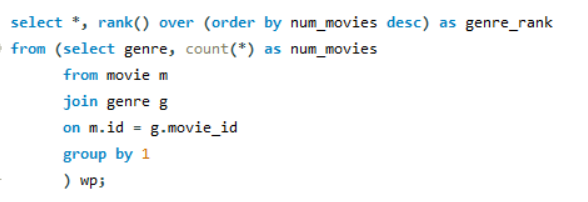 select *, rank() over (order by num_movies desc) as genre_rank
from (select genre, count(*) as num_movies
from movie m
join genre g
on m.id = g.movie_id
group by 1
) wp;